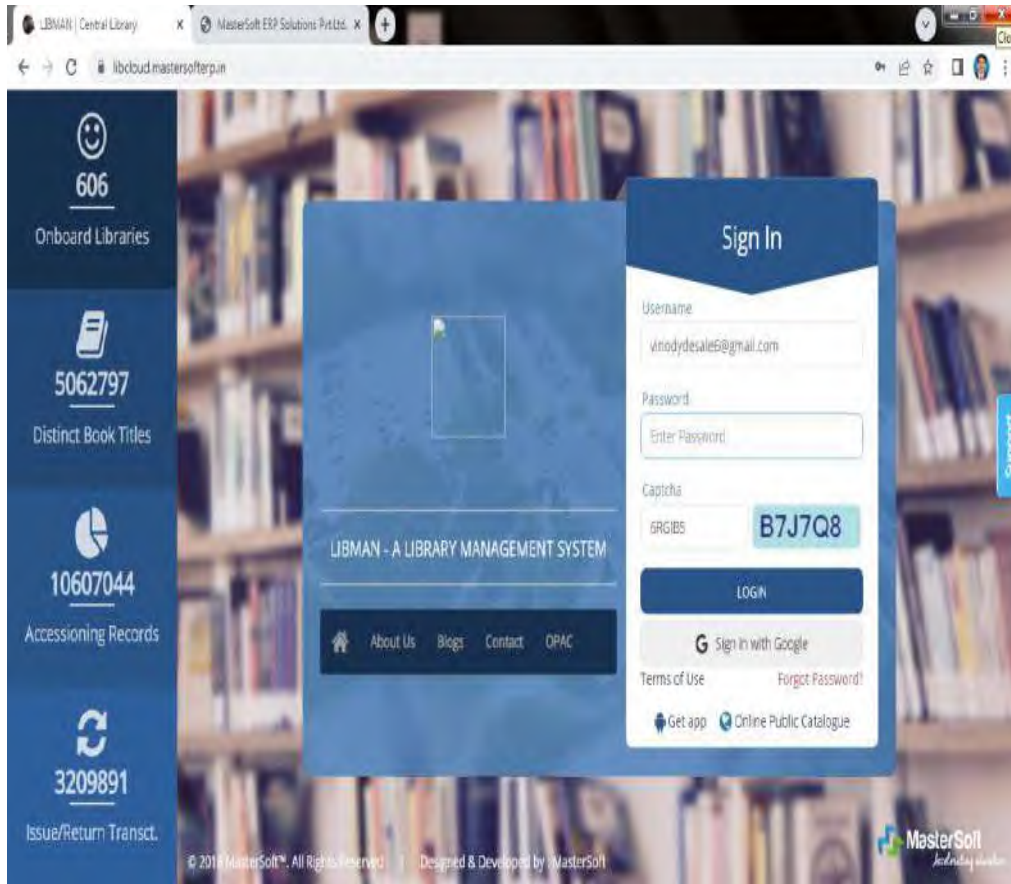 LIBMAN | Central Library
MasterSoft ERP Solutions Pvt.Ltd.
Clo
libcloud.mastersofterp.in
606
Onboard Libraries
5062797
Distinct Book Titles
10607044
Accessioning Records
3209891
Issue/Return Transct.
LIBMAN - A LIBRARY MANAGEMENT SYSTEM
About Us Blogs Contact OPAC
Sign In
Username
vinodydesale6@gmail.com
Password
Enter Password
Captcha
6RGIB5 B7J7Q8
LOGIN
G Sign in with Google
Terms of Use Forgot Password!
Get app Online Public Catalogue
Support
© 2018 MasterSoft™. All Rights Reserved | Designed & Developed by : MasterSoft
MasterSoft